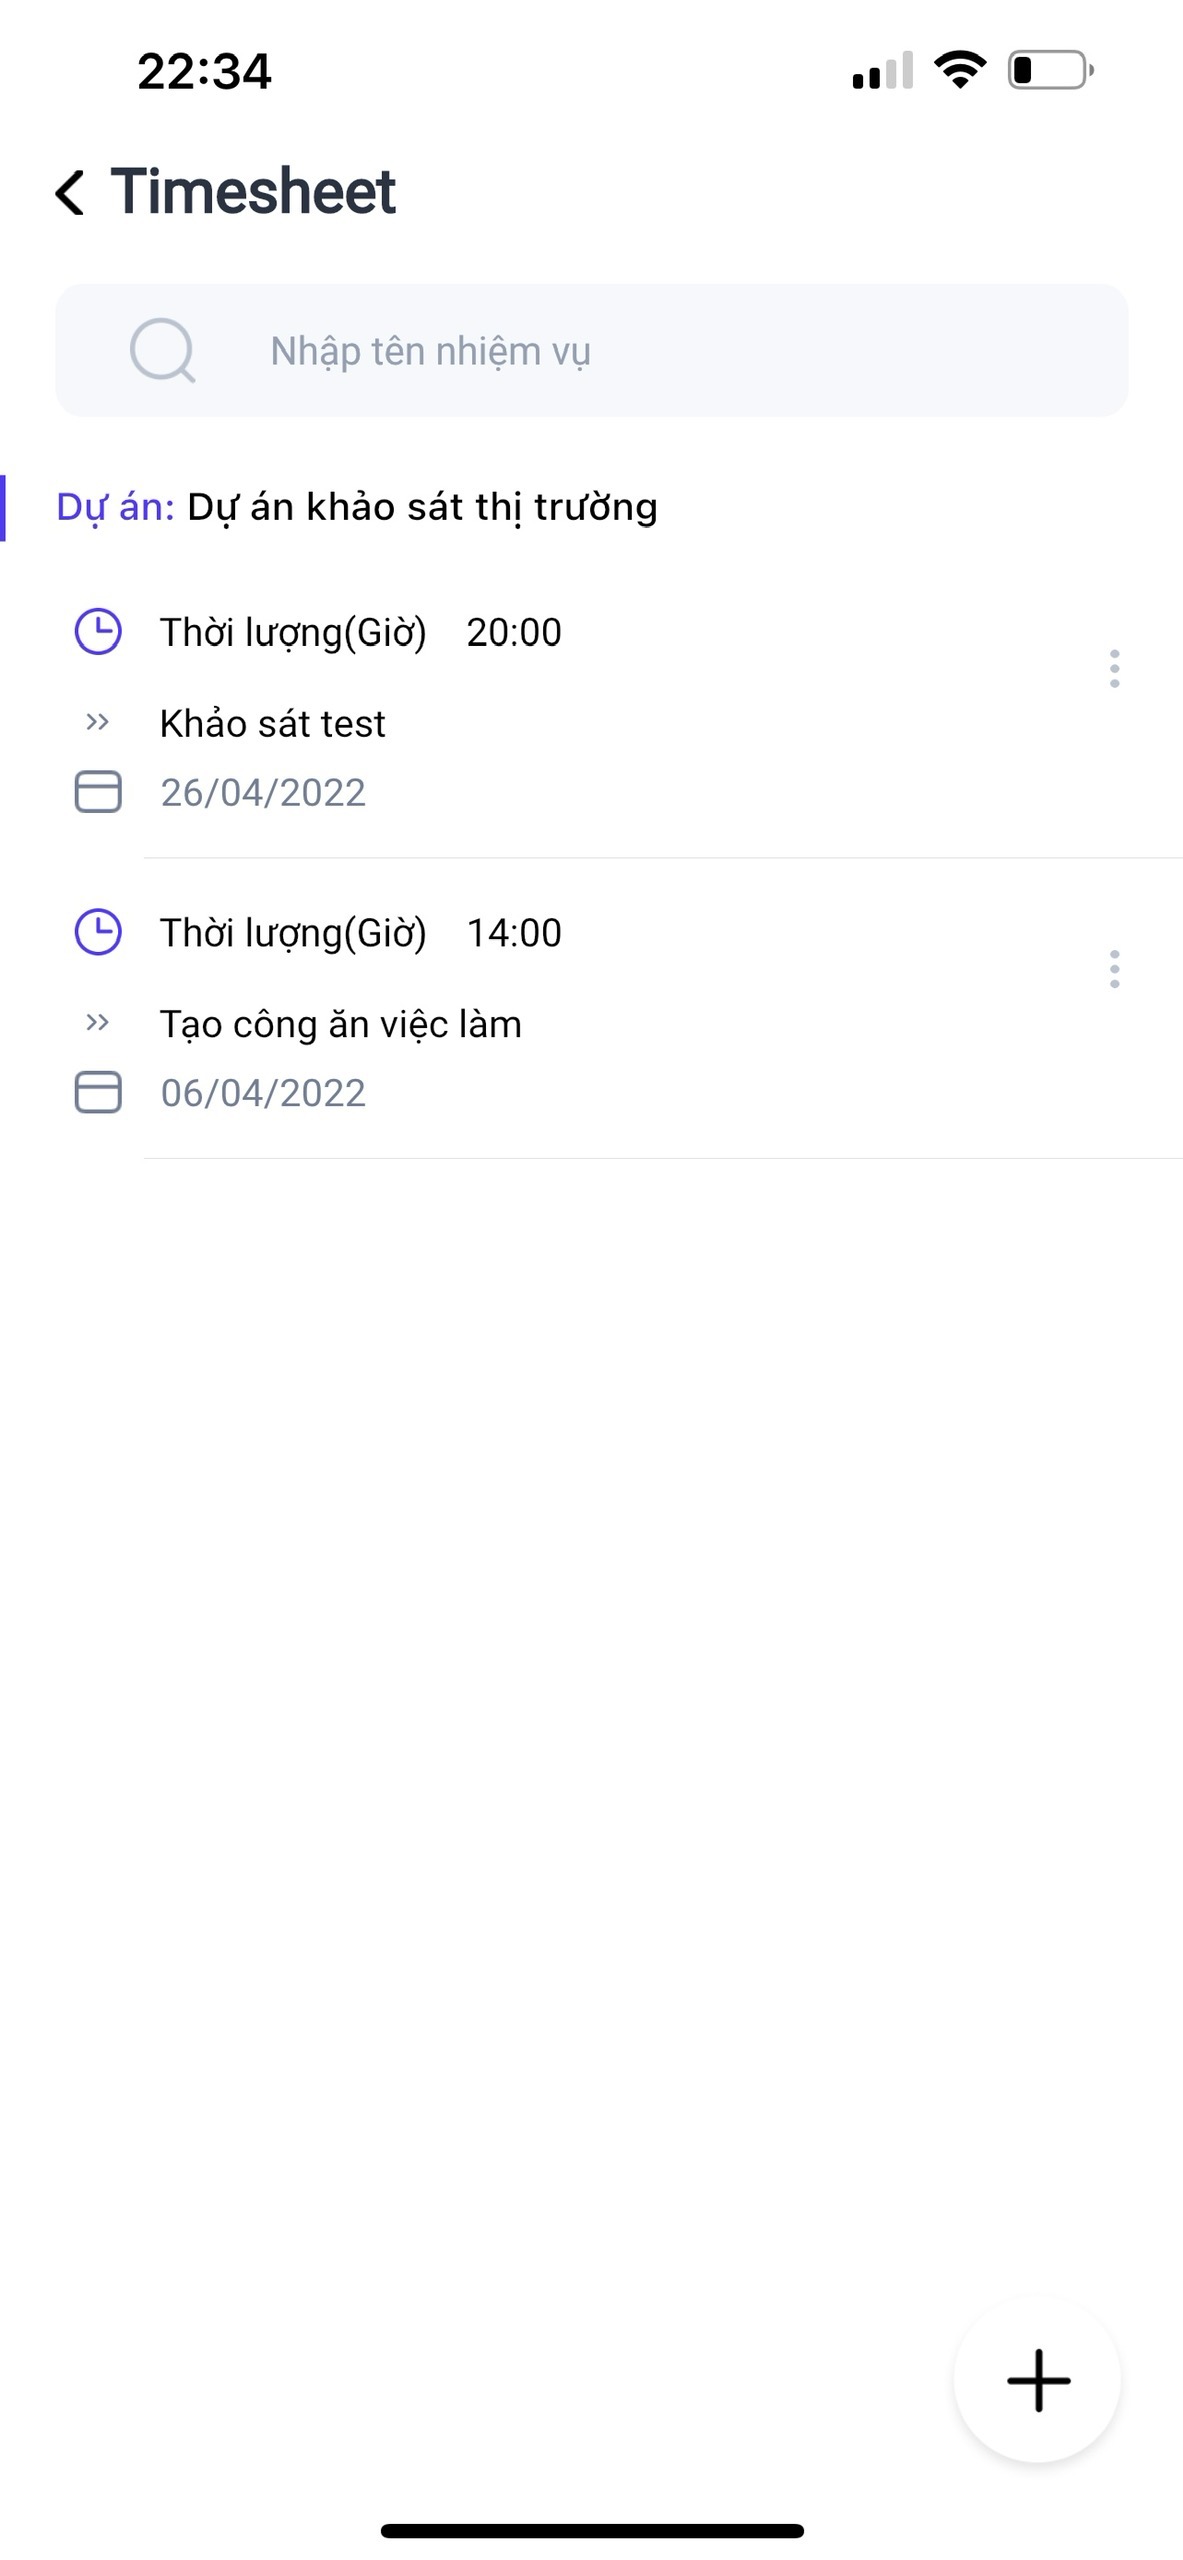 22:34
Timesheet
Nhập tên nhiệm vụ
Dự án: Dự án khảo sát thị trường
Thời lượng(Giờ) 20:00
Khảo sát test
26/04/2022
Thời lượng(Giờ) 14:00
Tạo công ăn việc làm
06/04/2022